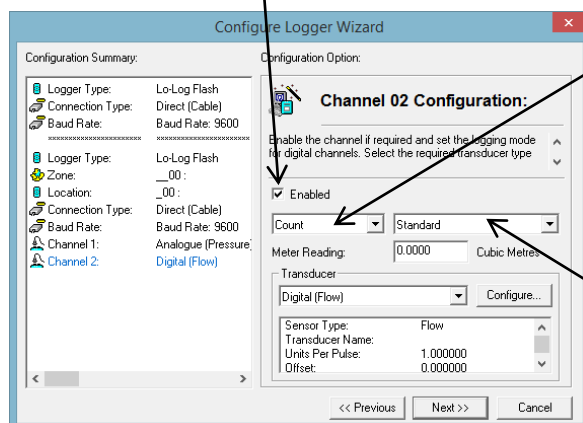 Configure Logger Wizard
Configuration Summary:
Configuration Option:
Logger Type: Lo-Log Flash
Connection Type: Direct (Cable)
Baud Rate: Baud Rate: 9600
xxxxxxxxxxxxxxxxxxxxxx xxxxxxxxxxxxxxxxxxxxxx
Logger Type: Lo-Log Flash
Zone: __00 :
Location: _00 :
Connection Type: Direct (Cable)
Baud Rate: Baud Rate: 9600
Channel 1: Analogue (Pressure)
Channel 2: Digital (Flow)
Channel 02 Configuration:
Enable the channel if required and set the logging mode
for digital channels. Select the required transducer type
Enabled
Count Standard
Meter Reading: 0.0000 Cubic Metres
Transducer
Digital (Flow) Configure...
Sensor Type: Flow
Transducer Name:
Units Per Pulse: 1.000000
Offset: 0.000000
<< Previous Next >> Cancel